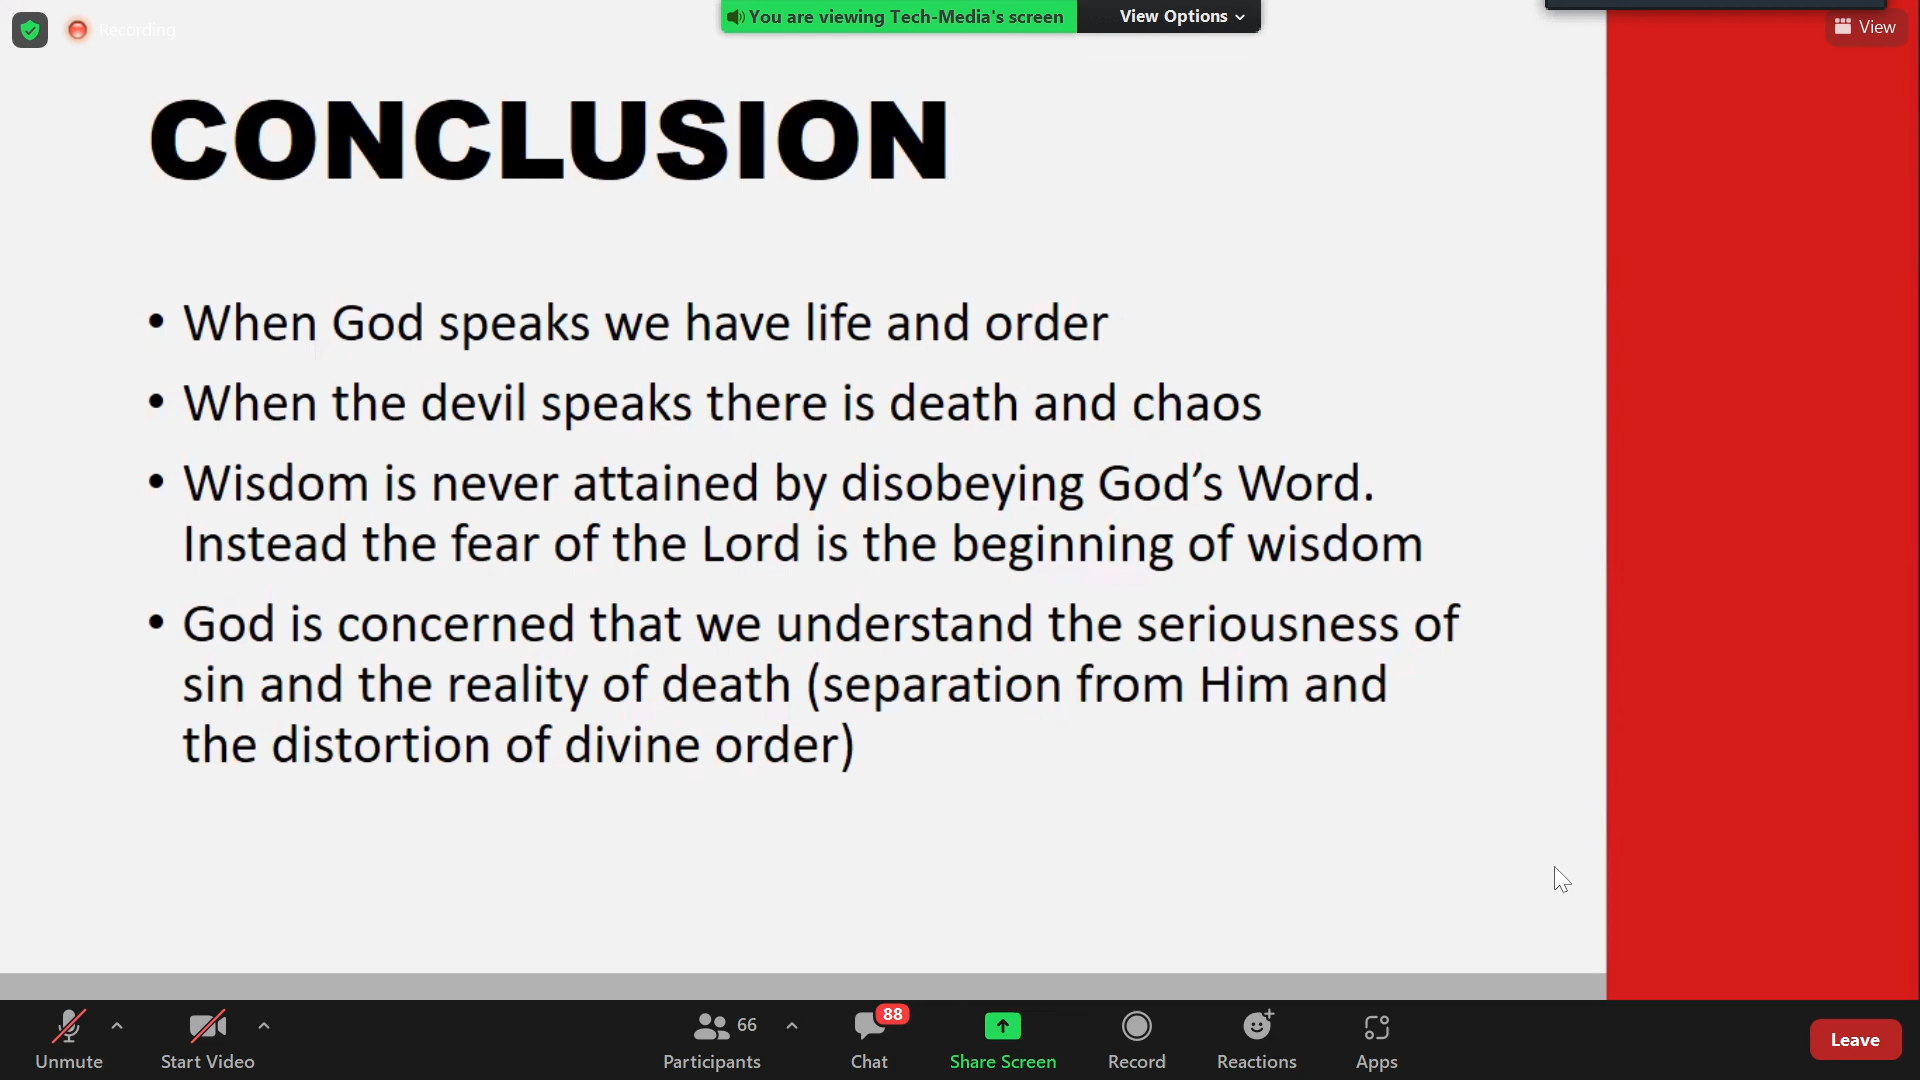 Recording
You are viewing Tech-Media's screen
View Options
View
CONCLUSION
• When God speaks we have life and order
• When the devil speaks there is death and chaos
• Wisdom is never attained by disobeying God's Word.
Instead the fear of the Lord is the beginning of wisdom
• God is concerned that we understand the seriousness of
sin and the reality of death (separation from Him and
the distortion of divine order)
66
88
Unmute
Start Video
Participants
Chat
Share Screen
Record
Reactions
Apps
Leave